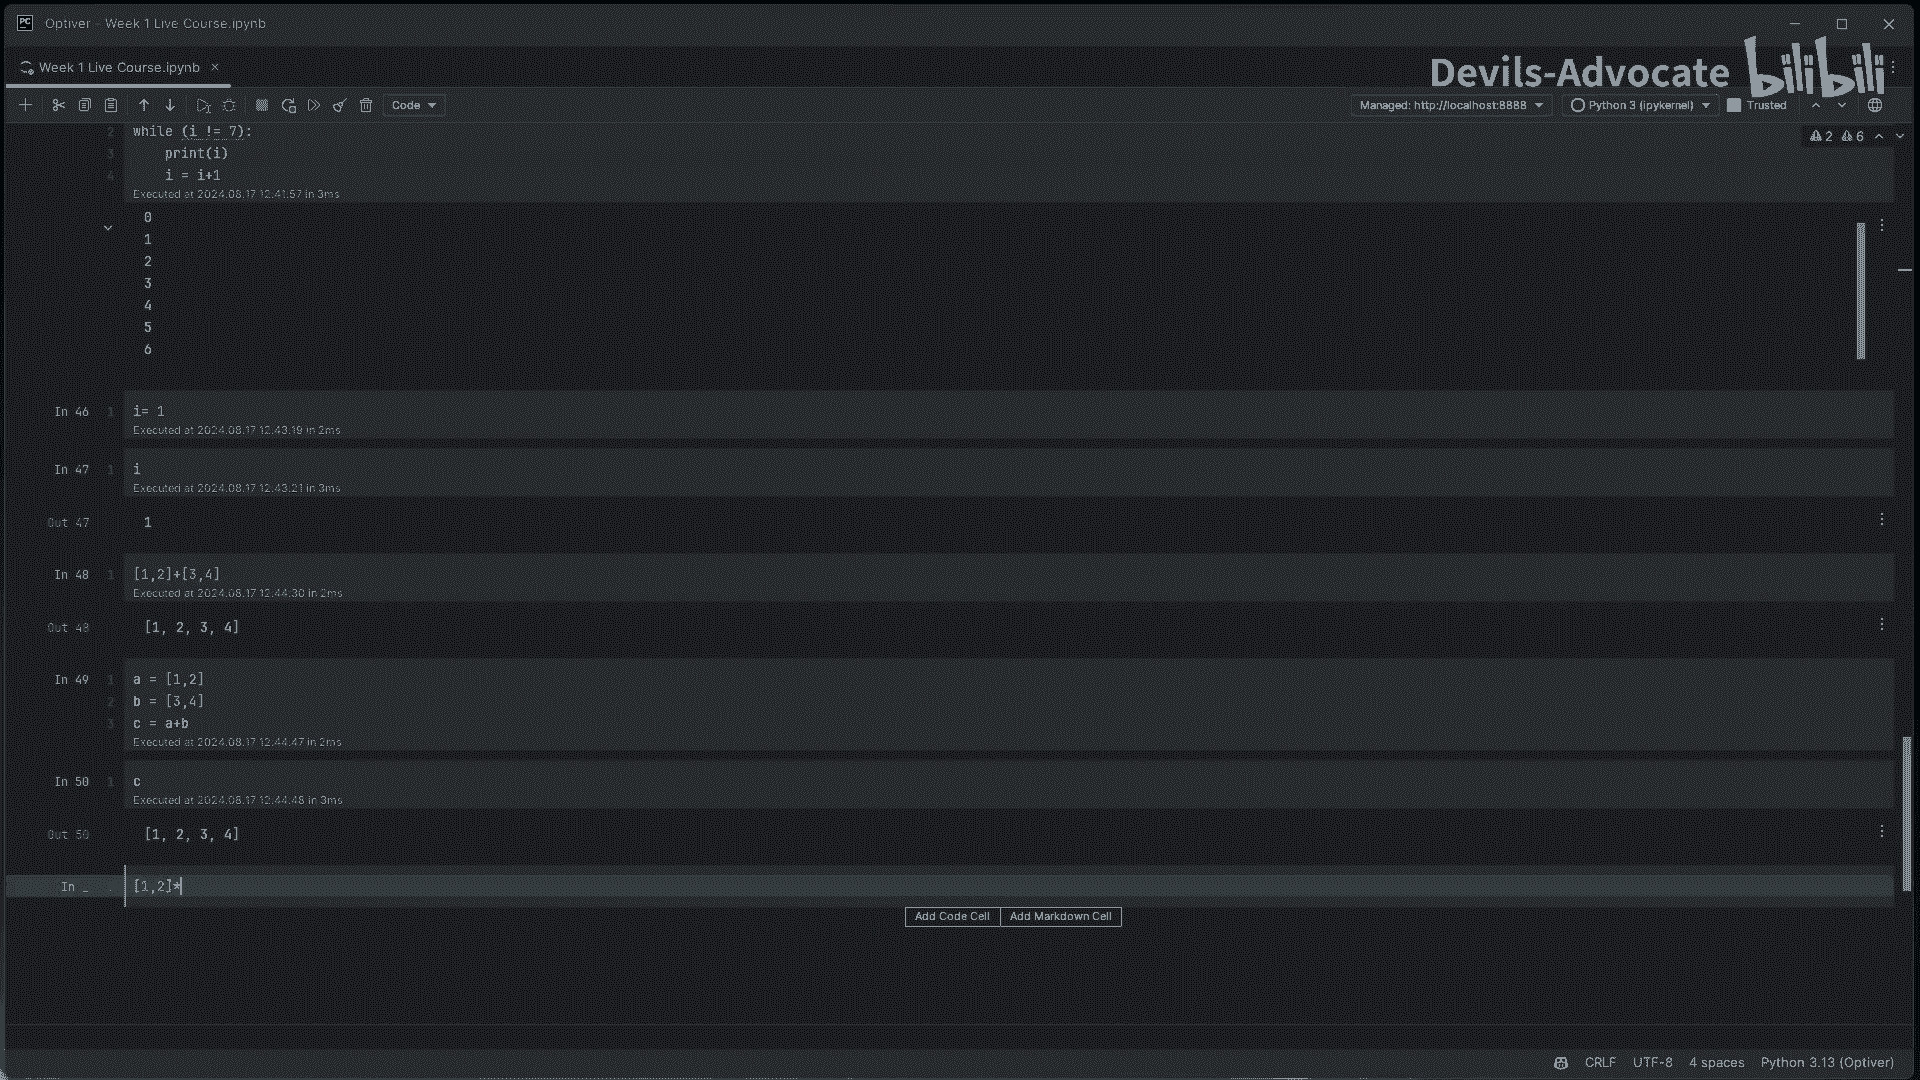 Optiver – Week 1 Live Course.ipynb
Week 1 Live Course.ipynb
Devils-Advocate bilibili
Code
Managed: http://localhost:8888
Python 3 (ipykernel)
Trusted
2 while (i != 7):
2 6
3 print(i)
4 i = i+1
Executed at 2024.08.17 12:41:57 in 3ms
0
1
2
3
4
5
6
In 46 1 i= 1
Executed at 2024.08.17 12:43:19 in 2ms
In 47 1 i
Executed at 2024.08.17 12:43:21 in 3ms
Out 47 1
In 48 1 [1,2]+[3,4]
Executed at 2024.08.17 12:44:30 in 2ms
Out 48 [1, 2, 3, 4]
In 49 1 a = [1,2]
2 b = [3,4]
3 c = a+b
Executed at 2024.08.17 12:44:47 in 2ms
In 50 1 c
Executed at 2024.08.17 12:44:48 in 3ms
Out 50 [1, 2, 3, 4]
In _ 1 [1,2]*
Add Code Cell Add Markdown Cell
CRLF UTF-8 4 spaces Python 3.13 (Optiver)